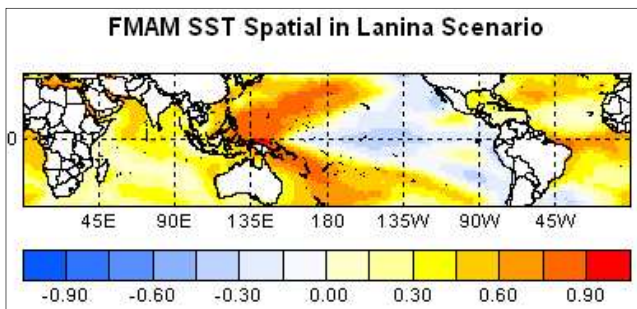 FMAM SST Spatial in Lanina Scenario
0
45E 90E 135E 180 135W 90W 45W
-0.90 -0.60 -0.30 0.00 0.30 0.60 0.90